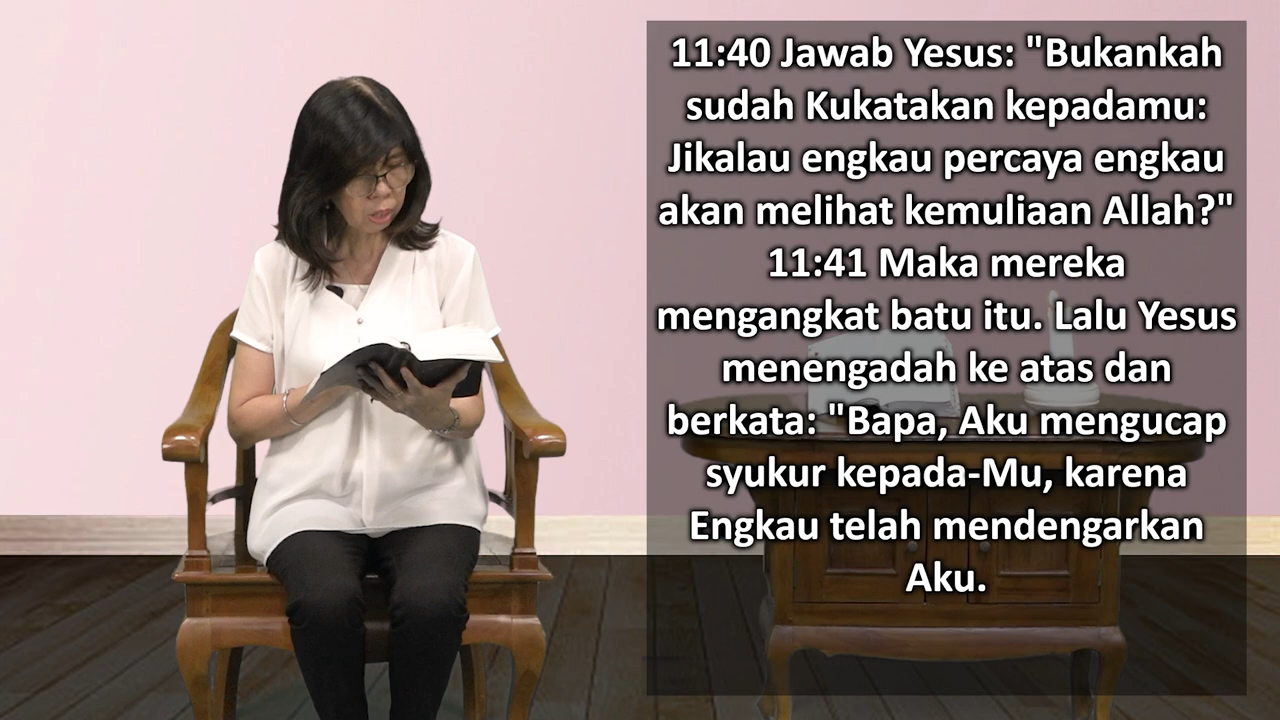 11:40 Jawab Yesus: "Bukankah
sudah Kukatakan kepadamu:
Jikalau engkau percaya engkau
akan melihat kemuliaan Allah?"
11:41 Maka mereka
mengangkat batu itu. Lalu Yesus
menengadah ke atas dan
berkata: "Bapa, Aku mengucap
syukur kepada-Mu, karena
Engkau telah mendengarkan
Aku.